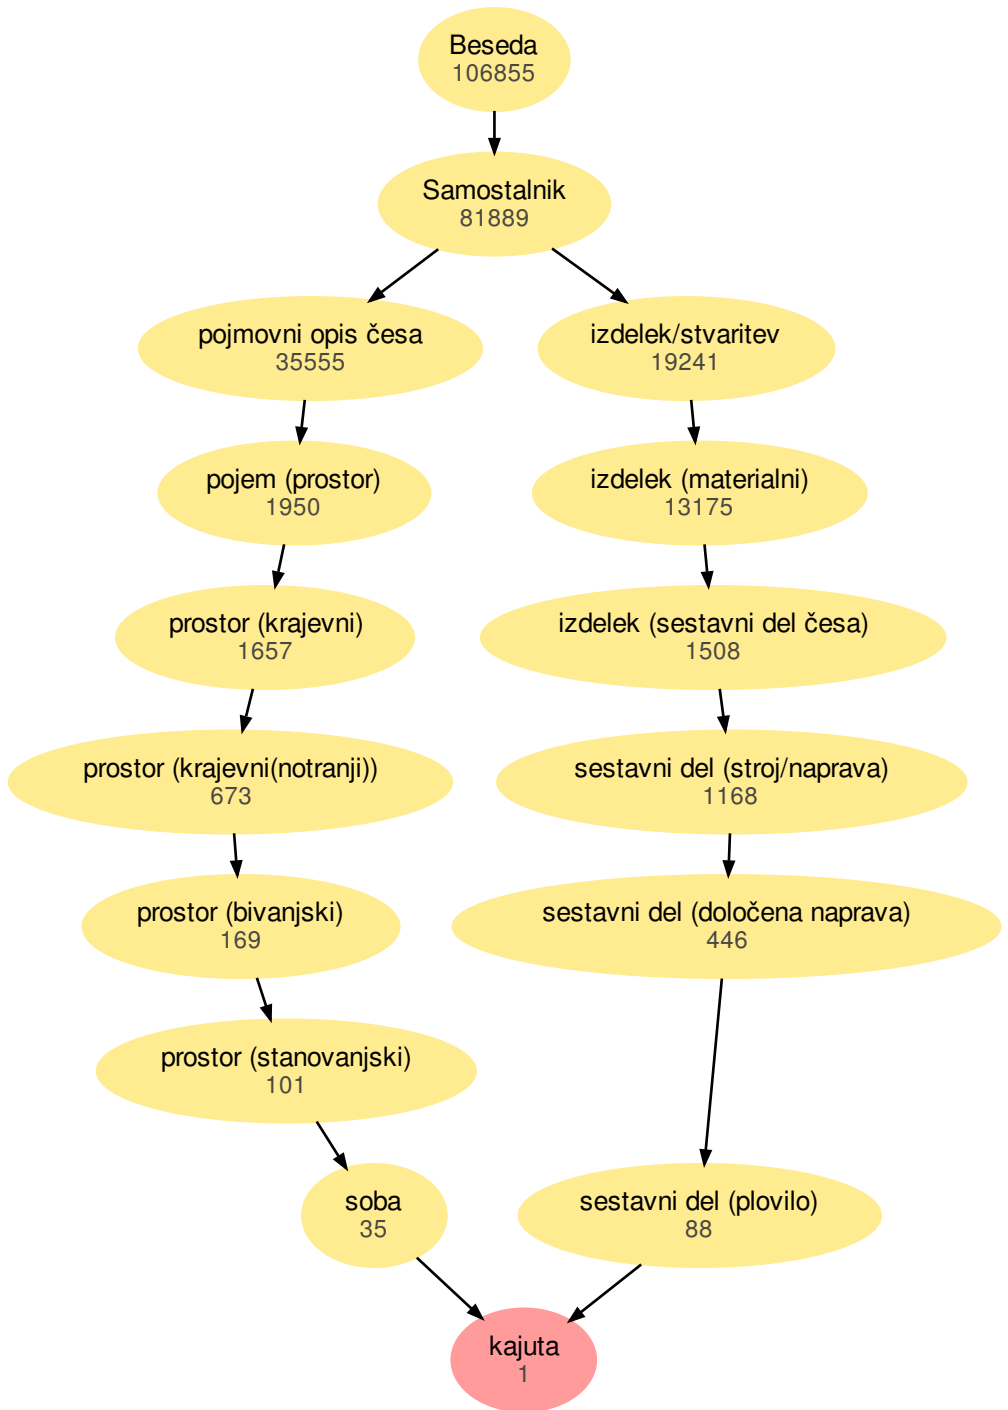 Beseda
106855
Samostalnik
81889
pojmovni opis česa
35555
izdelek/stvaritev
19241
pojem (prostor)
1950
izdelek (materialni)
13175
prostor (krajevni)
1657
izdelek (sestavni del česa)
1508
prostor (krajevni(notranji))
673
sestavni del (stroj/naprava)
1168
prostor (bivanjski)
169
sestavni del (določena naprava)
446
prostor (stanovanjski)
101
soba
35
sestavni del (plovilo)
88
kajuta
1